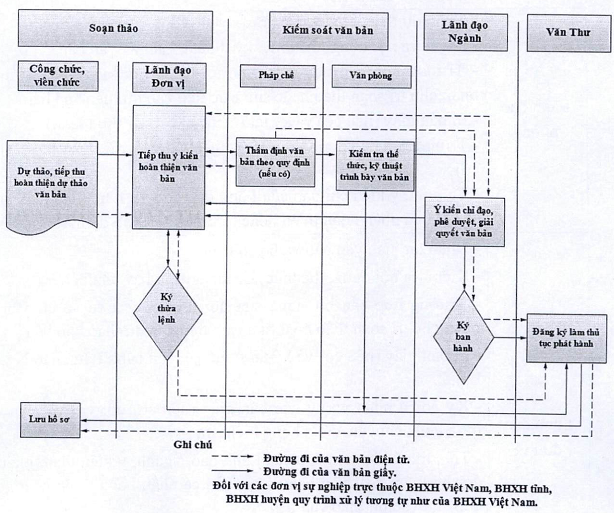 Soạn thảo
Kiểm soát văn bản
Lãnh đạo
Ngành
Văn Thư
Công chức,
viên chức
Lãnh đạo
Đơn vị
Pháp chế
Văn phòng
Dự thảo, tiếp thu
hoàn thiện dự thảo
văn bản
Tiếp thu ý kiến
hoàn thiện văn
bản
Thẩm định văn
bản theo quy định
(nếu có)
Kiểm tra thể
thức, kỹ thuật
trình bày văn bản
Ý kiến chỉ đạo,
phê duyệt, giải
quyết văn bản
Ký
thừa
lệnh
Ký
ban
hành
Đăng ký làm thủ
tục phát hành
Lưu hồ sơ
Ghi chú
Đường đi của văn bản điện tử.
Đường đi của văn bản giấy.
Đối với các đơn vị sự nghiệp trực thuộc BHXH Việt Nam, BHXH tỉnh,
BHXH huyện quy trình xử lý tương tự như của BHXH Việt Nam.